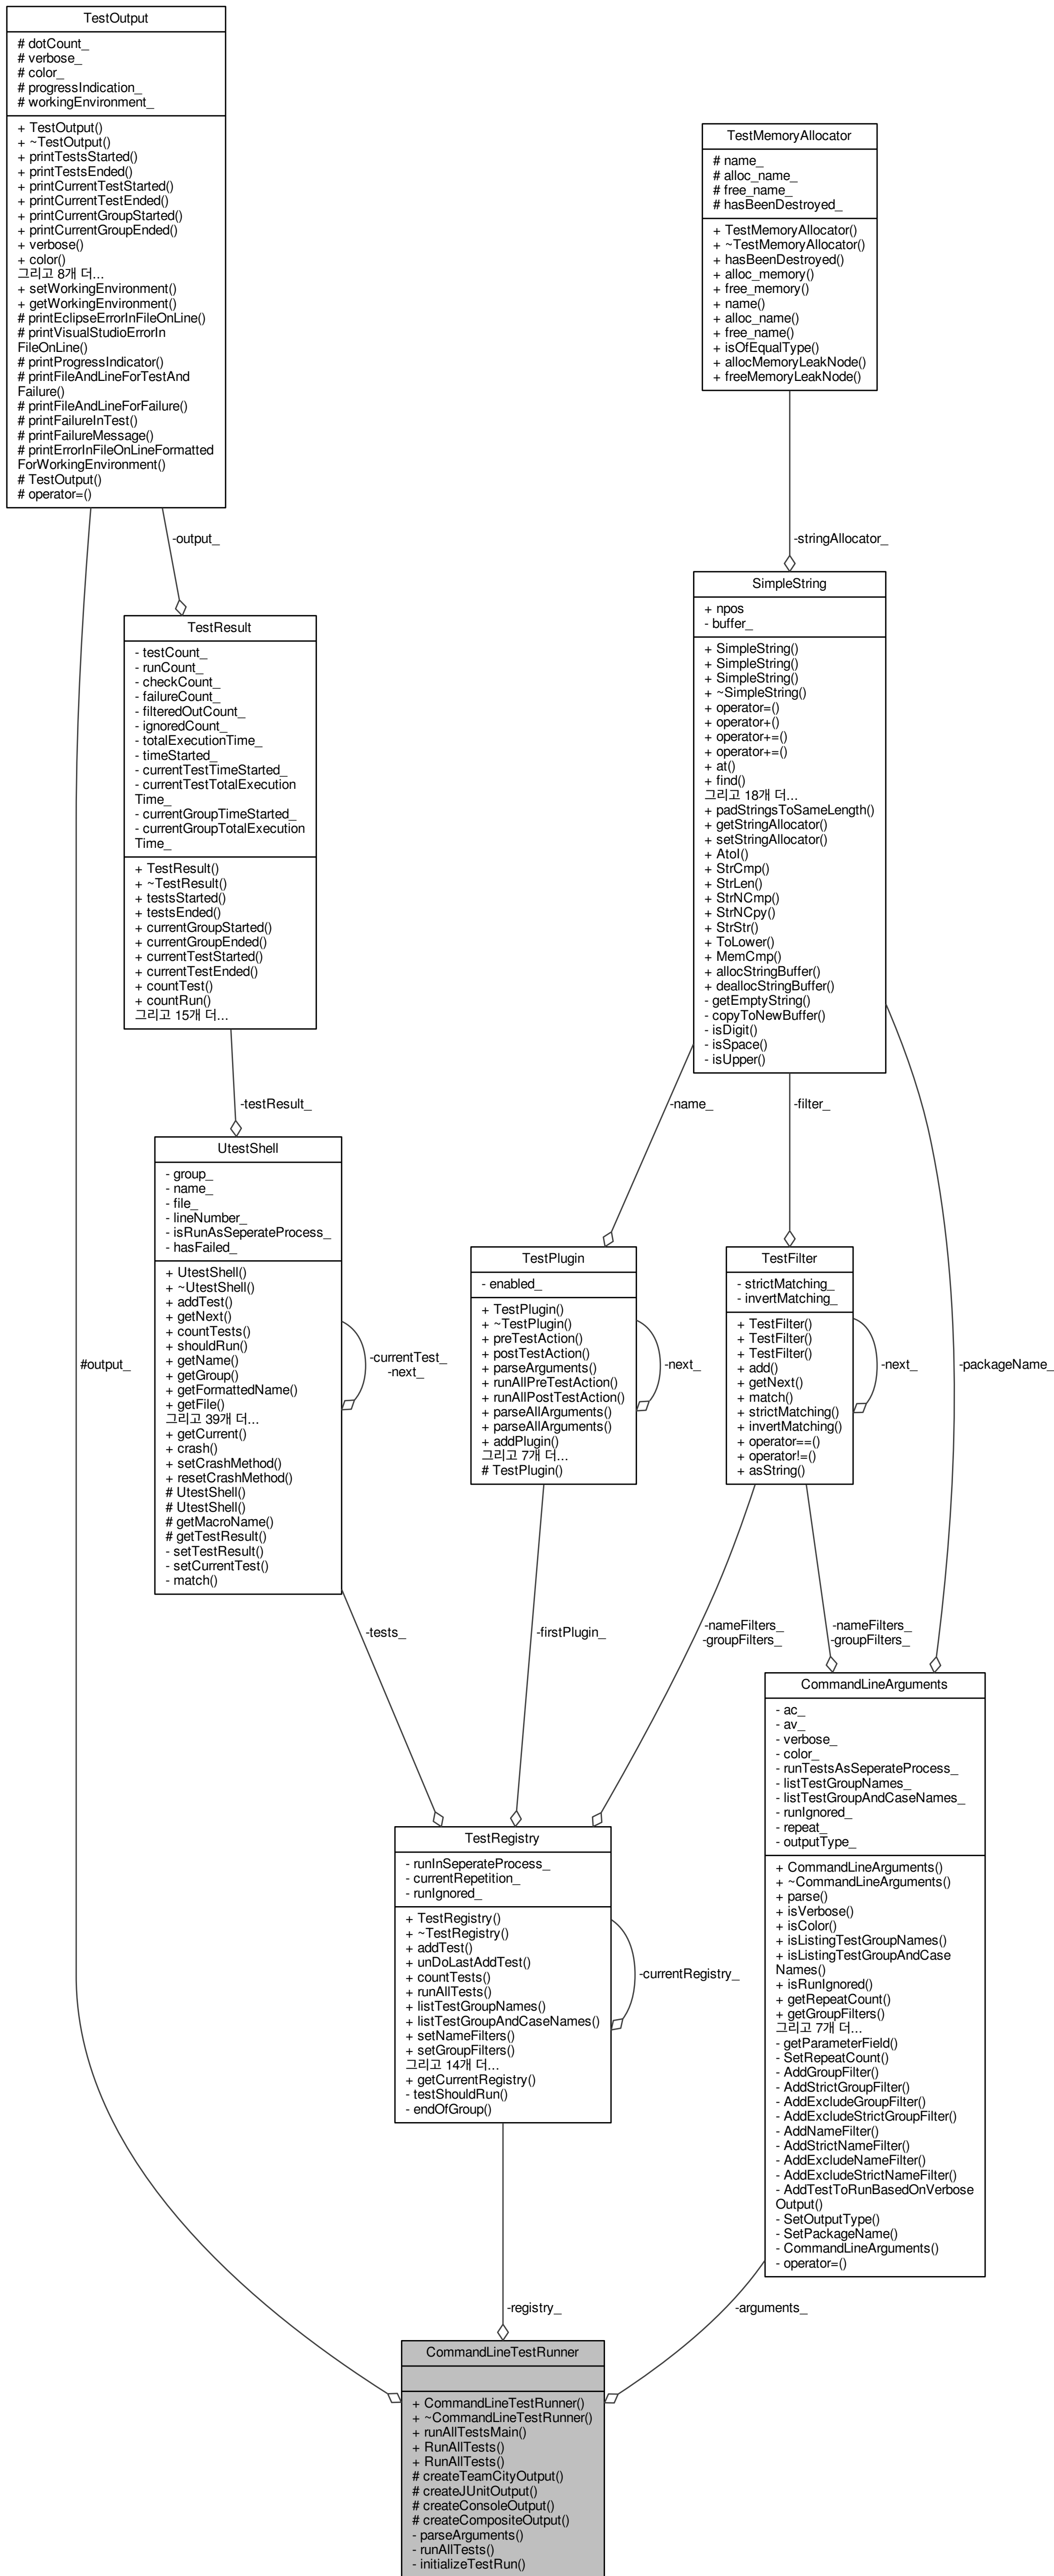 TestOutput
# dotCount_
# verbose_
# color_
# progressIndication_
# workingEnvironment_
+ TestOutput()
+ ~TestOutput()
+ printTestsStarted()
+ printTestsEnded()
+ printCurrentTestStarted()
+ printCurrentTestEnded()
+ printCurrentGroupStarted()
+ printCurrentGroupEnded()
+ verbose()
+ color()
그리고 8개 더...
+ setWorkingEnvironment()
+ getWorkingEnvironment()
# printEclipseErrorInFileOnLine()
# printVisualStudioErrorIn
FileOnLine()
# printProgressIndicator()
# printFileAndLineForTestAnd
Failure()
# printFileAndLineForFailure()
# printFailureInTest()
# printFailureMessage()
# printErrorInFileOnLineFormatted
ForWorkingEnvironment()
# TestOutput()
# operator=()
TestMemoryAllocator
# name_
# alloc_name_
# free_name_
# hasBeenDestroyed_
+ TestMemoryAllocator()
+ ~TestMemoryAllocator()
+ hasBeenDestroyed()
+ alloc_memory()
+ free_memory()
+ name()
+ alloc_name()
+ free_name()
+ isOfEqualType()
+ allocMemoryLeakNode()
+ freeMemoryLeakNode()
-output_
-stringAllocator_
TestResult
- testCount_
- runCount_
- checkCount_
- failureCount_
- filteredOutCount_
- ignoredCount_
- totalExecutionTime_
- timeStarted_
- currentTestTimeStarted_
- currentTestTotalExecution
Time_
- currentGroupTimeStarted_
- currentGroupTotalExecution
Time_
+ TestResult()
+ ~TestResult()
+ testsStarted()
+ testsEnded()
+ currentGroupStarted()
+ currentGroupEnded()
+ currentTestStarted()
+ currentTestEnded()
+ countTest()
+ countRun()
그리고 15개 더...
SimpleString
+ npos
- buffer_
+ SimpleString()
+ SimpleString()
+ SimpleString()
+ ~SimpleString()
+ operator=()
+ operator+()
+ operator+=()
+ operator+=()
+ at()
+ find()
그리고 18개 더...
+ padStringsToSameLength()
+ getStringAllocator()
+ setStringAllocator()
+ AtoI()
+ StrCmp()
+ StrLen()
+ StrNCmp()
+ StrNCpy()
+ StrStr()
+ ToLower()
+ MemCmp()
+ allocStringBuffer()
+ deallocStringBuffer()
- getEmptyString()
- copyToNewBuffer()
- isDigit()
- isSpace()
- isUpper()
-testResult_
-name_
-filter_
UtestShell
- group_
- name_
- file_
- lineNumber_
- isRunAsSeperateProcess_
- hasFailed_
+ UtestShell()
+ ~UtestShell()
+ addTest()
+ getNext()
+ countTests()
+ shouldRun()
+ getName()
+ getGroup()
+ getFormattedName()
+ getFile()
그리고 39개 더...
+ getCurrent()
+ crash()
+ setCrashMethod()
+ resetCrashMethod()
# UtestShell()
# UtestShell()
# getMacroName()
# getTestResult()
- setTestResult()
- setCurrentTest()
- match()
-currentTest_
-next_
TestPlugin
- enabled_
+ TestPlugin()
+ ~TestPlugin()
+ preTestAction()
+ postTestAction()
+ parseArguments()
+ runAllPreTestAction()
+ runAllPostTestAction()
+ parseAllArguments()
+ parseAllArguments()
+ addPlugin()
그리고 7개 더...
# TestPlugin()
-next_
TestFilter
- strictMatching_
- invertMatching_
+ TestFilter()
+ TestFilter()
+ TestFilter()
+ add()
+ getNext()
+ match()
+ strictMatching()
+ invertMatching()
+ operator==()
+ operator!=()
+ asString()
-next_
#output_
-packageName_
-tests_
-firstPlugin_
-nameFilters_
-groupFilters_
-nameFilters_
-groupFilters_
CommandLineArguments
- ac_
- av_
- verbose_
- color_
- runTestsAsSeperateProcess_
- listTestGroupNames_
- listTestGroupAndCaseNames_
- runIgnored_
- repeat_
- outputType_
+ CommandLineArguments()
+ ~CommandLineArguments()
+ parse()
+ isVerbose()
+ isColor()
+ isListingTestGroupNames()
+ isListingTestGroupAndCase
Names()
+ isRunIgnored()
+ getRepeatCount()
+ getGroupFilters()
그리고 7개 더...
- getParameterField()
- SetRepeatCount()
- AddGroupFilter()
- AddStrictGroupFilter()
- AddExcludeGroupFilter()
- AddExcludeStrictGroupFilter()
- AddNameFilter()
- AddStrictNameFilter()
- AddExcludeNameFilter()
- AddExcludeStrictNameFilter()
- AddTestToRunBasedOnVerbose
Output()
- SetOutputType()
- SetPackageName()
- CommandLineArguments()
- operator=()
TestRegistry
- runInSeperateProcess_
- currentRepetition_
- runIgnored_
+ TestRegistry()
+ ~TestRegistry()
+ addTest()
+ unDoLastAddTest()
+ countTests()
+ runAllTests()
+ listTestGroupNames()
+ listTestGroupAndCaseNames()
+ setNameFilters()
+ setGroupFilters()
그리고 14개 더...
+ getCurrentRegistry()
- testShouldRun()
- endOfGroup()
-currentRegistry_
-registry_
-arguments_
CommandLineTestRunner
+ CommandLineTestRunner()
+ ~CommandLineTestRunner()
+ runAllTestsMain()
+ RunAllTests()
+ RunAllTests()
# createTeamCityOutput()
# createJUnitOutput()
# createConsoleOutput()
# createCompositeOutput()
- parseArguments()
- runAllTests()
- initializeTestRun()